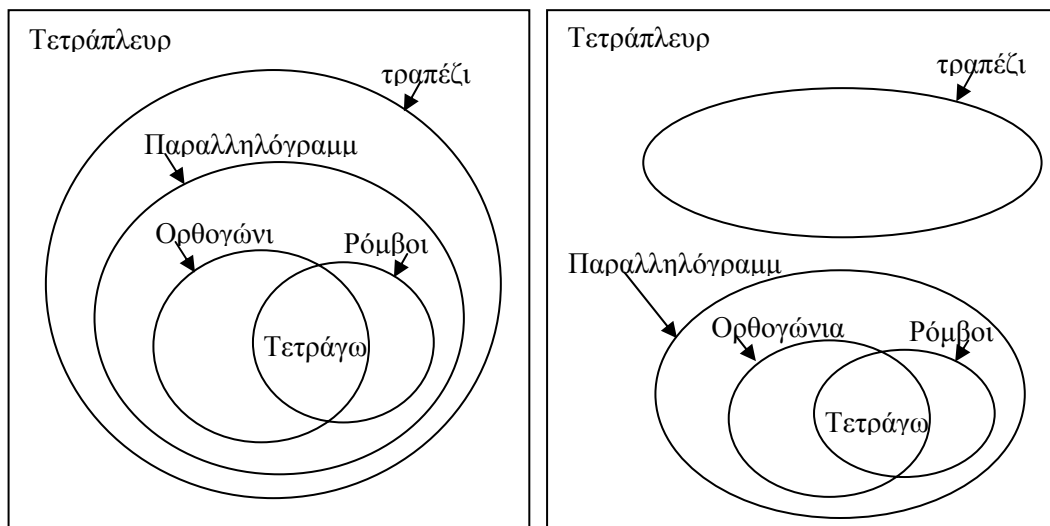 Τετράπλευρ
τραπέζι
Παραλληλόγραμμ
Ορθογώνι
Ρόμβοι
Τετράγω
Τετράπλευρ
τραπέζι
Παραλληλόγραμμ
Ορθογώνια
Ρόμβοι
Τετράγω